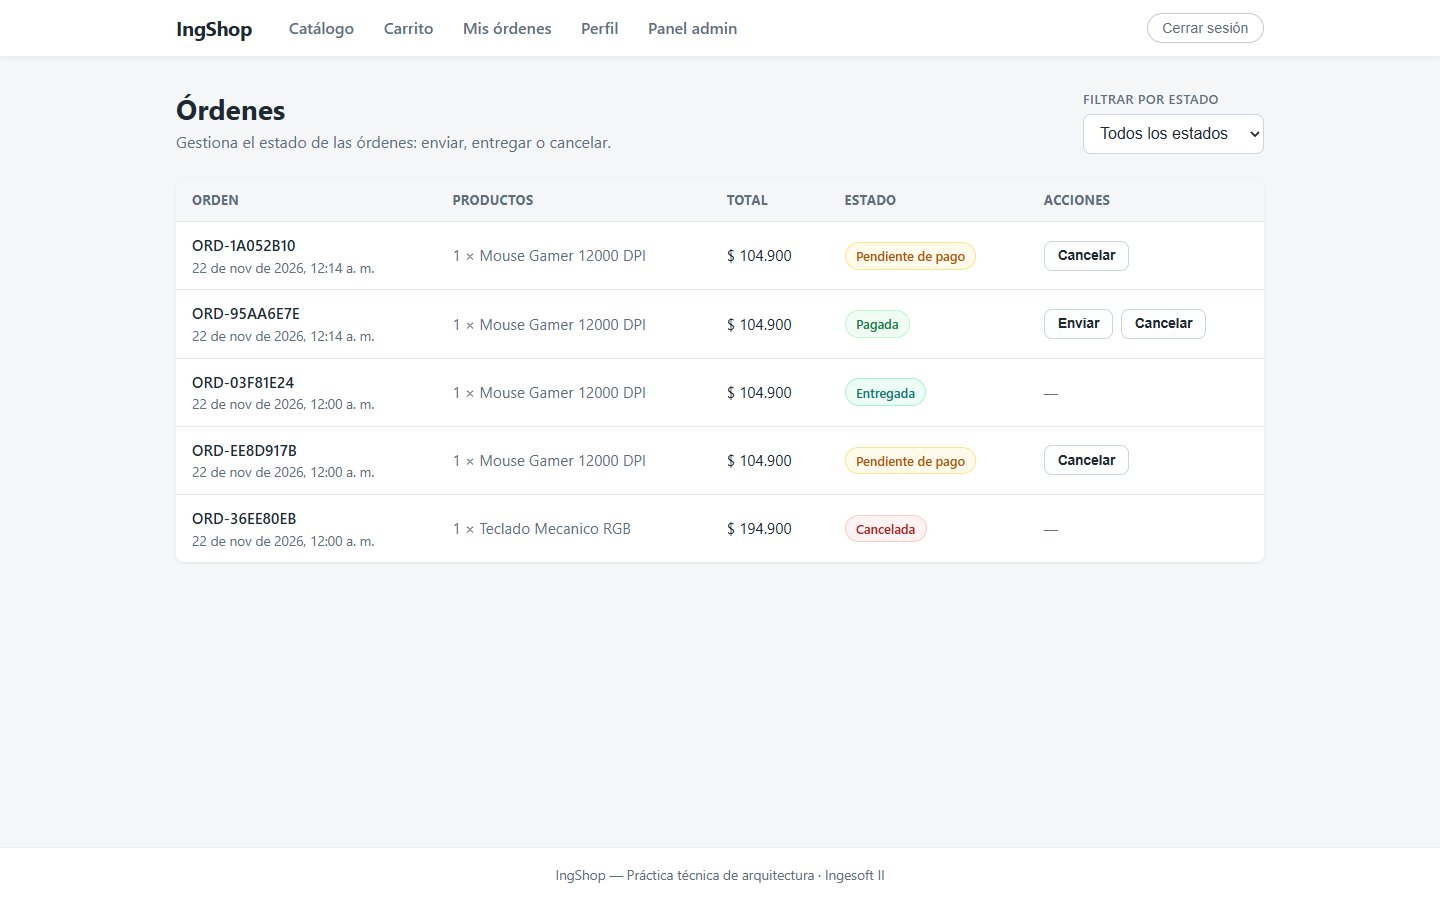 IngShop Catálogo Carrito Mis órdenes Perfil Panel admin Cerrar sesión
Órdenes
Gestiona el estado de las órdenes: enviar, entregar o cancelar.
FILTRAR POR ESTADO
Todos los estados
ORDEN PRODUCTOS TOTAL ESTADO ACCIONES
ORD-1A052B10
22 de nov de 2026, 12:14 a. m.
1 × Mouse Gamer 12000 DPI $ 104.900 Pendiente de pago Cancelar
ORD-95AA6E7E
22 de nov de 2026, 12:14 a. m.
1 × Mouse Gamer 12000 DPI $ 104.900 Pagada Enviar Cancelar
ORD-03F81E24
22 de nov de 2026, 12:00 a. m.
1 × Mouse Gamer 12000 DPI $ 104.900 Entregada —
ORD-EE8D917B
22 de nov de 2026, 12:00 a. m.
1 × Mouse Gamer 12000 DPI $ 104.900 Pendiente de pago Cancelar
ORD-36EE80EB
22 de nov de 2026, 12:00 a. m.
1 × Teclado Mecanico RGB $ 194.900 Cancelada —
IngShop — Práctica técnica de arquitectura · Ingesoft II